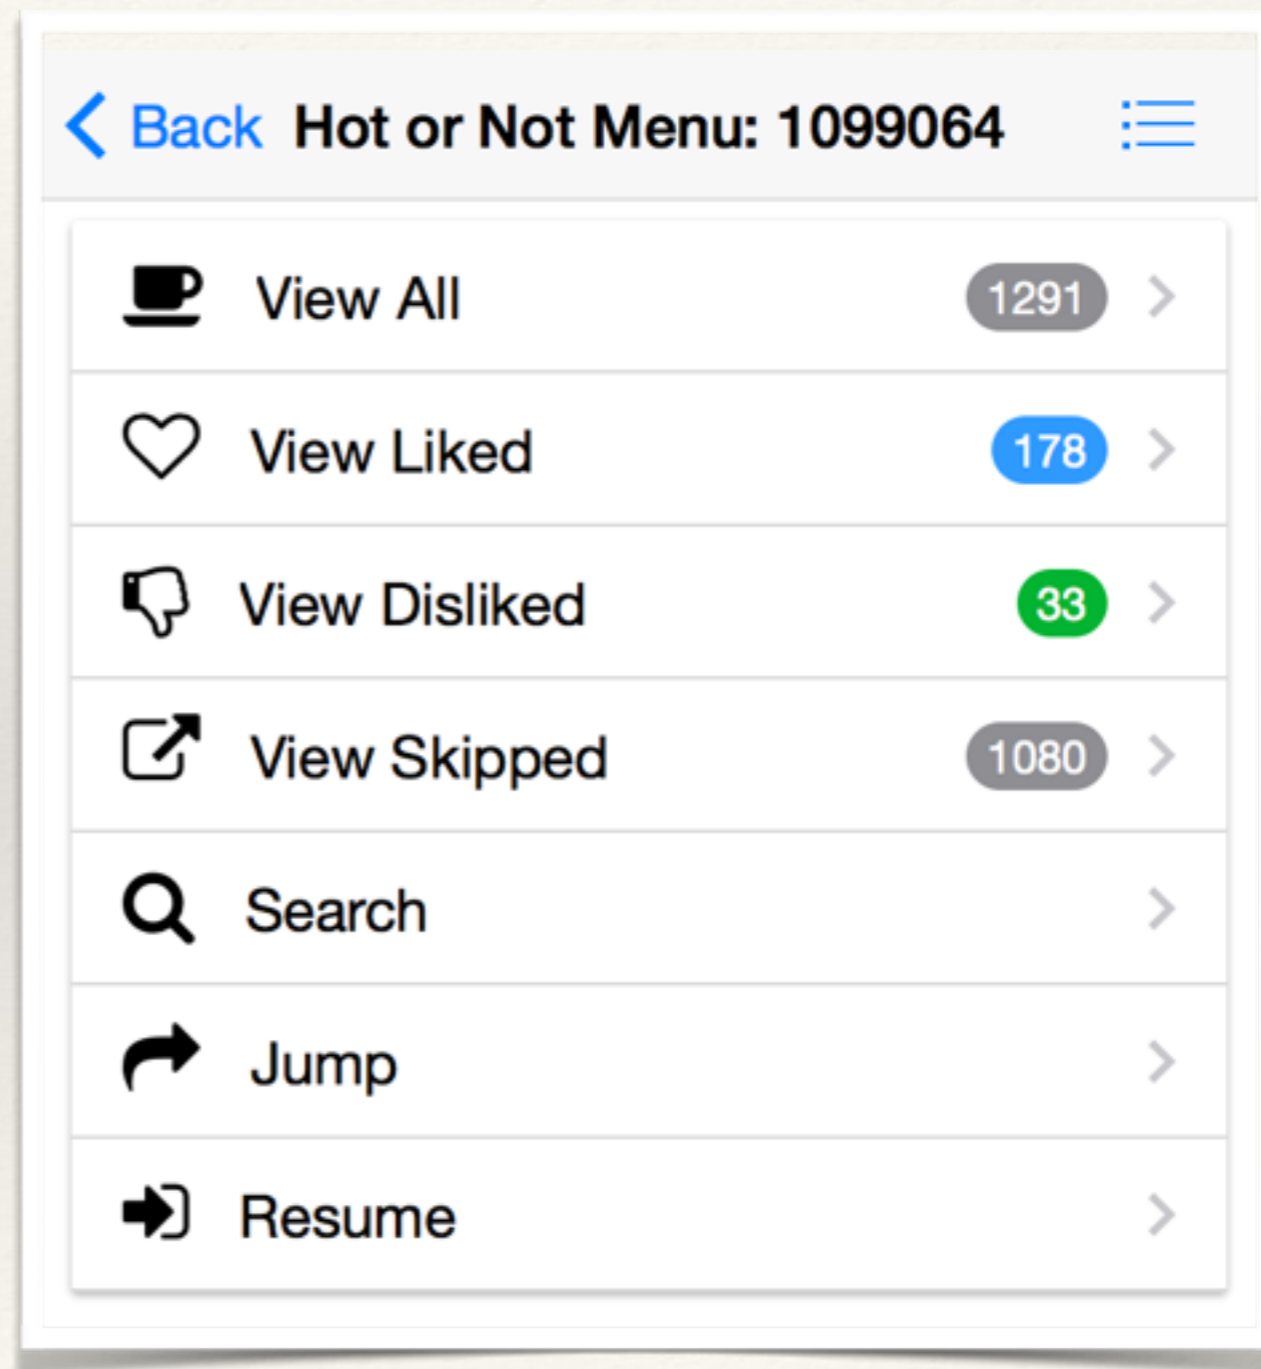 Back Hot or Not Menu: 1099064
View All 1291
View Liked 178
View Disliked 33
View Skipped 1080
Search
Jump
Resume